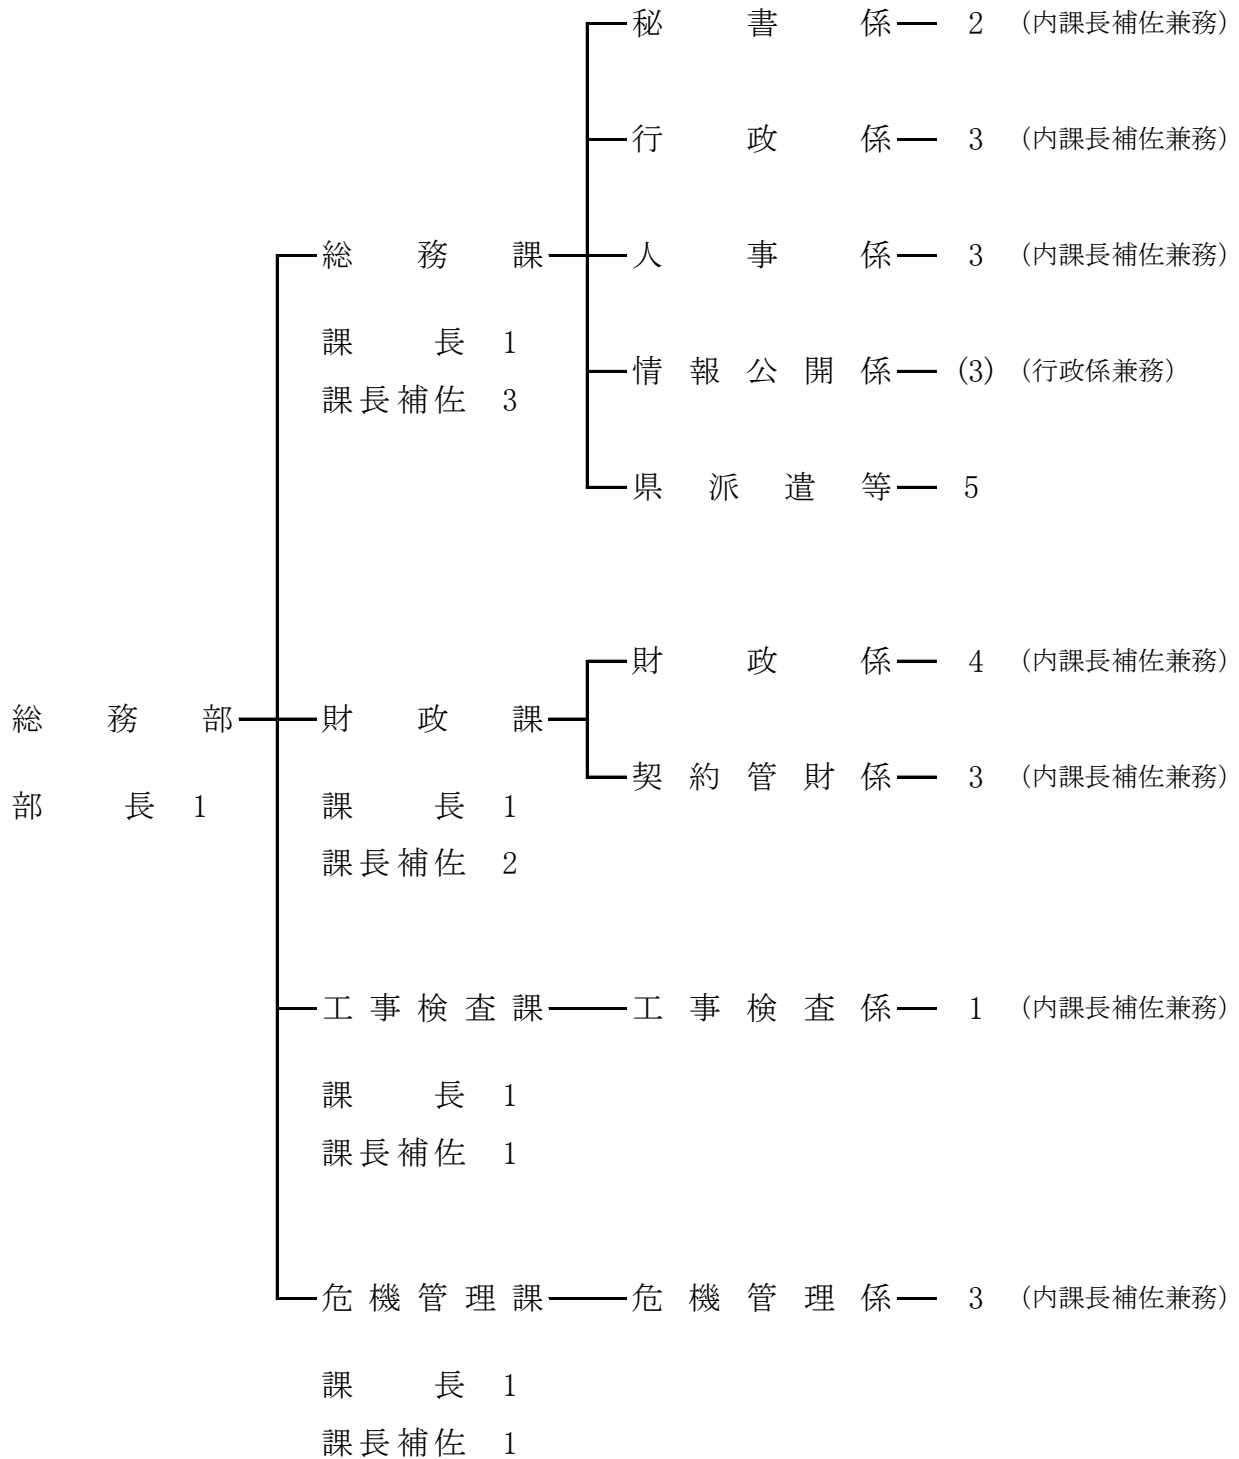 秘書係 2 (内課長補佐兼務)
行政係 3 (内課長補佐兼務)
総務課 人事係 3 (内課長補佐兼務)
課長 1
情報公開係 (3) (行政係兼務)
課長補佐 3
県派遣等 5
財政係 4 (内課長補佐兼務)
総務部 財政課
契約管財係 3 (内課長補佐兼務)
部長 1 課長 1
課長補佐 2
工事検査課 工事検査係 1 (内課長補佐兼務)
課長 1
課長補佐 1
危機管理課 危機管理係 3 (内課長補佐兼務)
課長 1
課長補佐 1